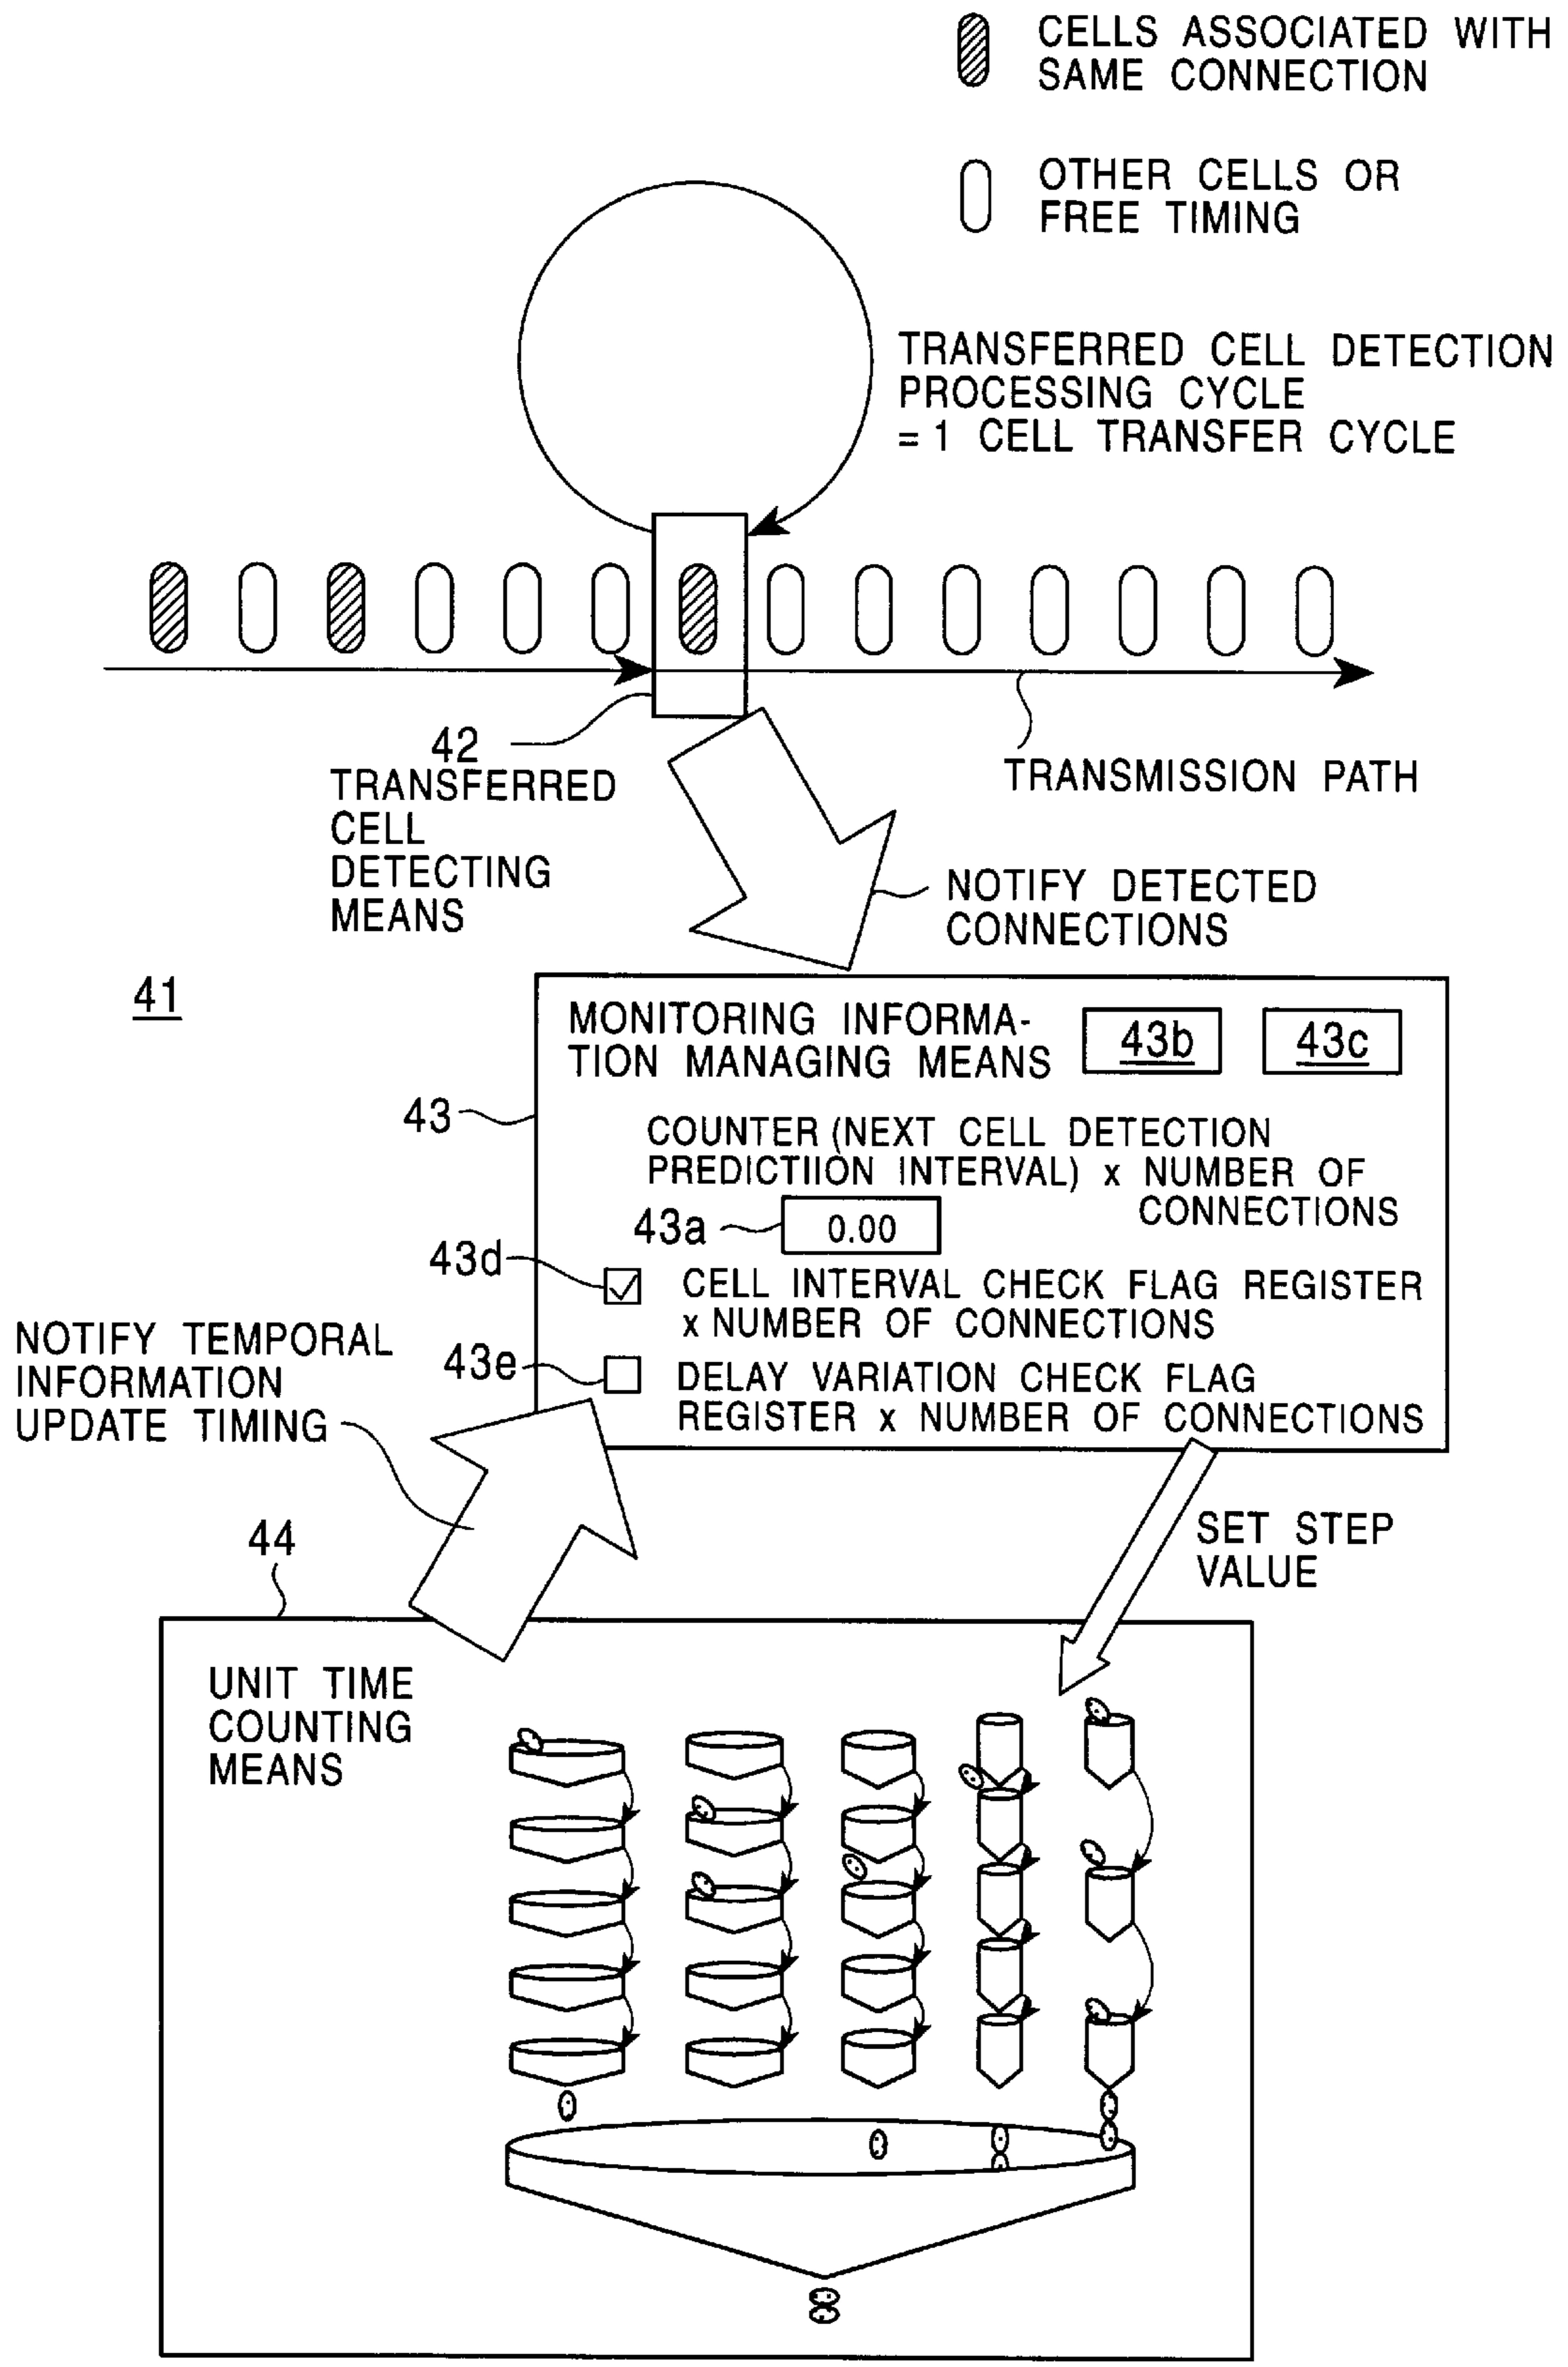 CELLS ASSOCIATED WITH
SAME CONNECTION
OTHER CELLS OR
FREE TIMING
TRANSFERRED CELL DETECTION
PROCESSING CYCLE
= 1 CELL TRANSFER CYCLE
42
TRANSFERRED
CELL
DETECTING
MEANS
TRANSMISSION PATH
NOTIFY DETECTED
CONNECTIONS
41
MONITORING INFORMA-
TION MANAGING MEANS
43b
43c
43
COUNTER (NEXT CELL DETECTION
PREDICTIION INTERVAL) x NUMBER OF
CONNECTIONS
43a
0.00
43d
CELL INTERVAL CHECK FLAG REGISTER
x NUMBER OF CONNECTIONS
43e
DELAY VARIATION CHECK FLAG
REGISTER x NUMBER OF CONNECTIONS
NOTIFY TEMPORAL
INFORMATION
UPDATE TIMING
SET STEP
VALUE
44
UNIT TIME
COUNTING
MEANS